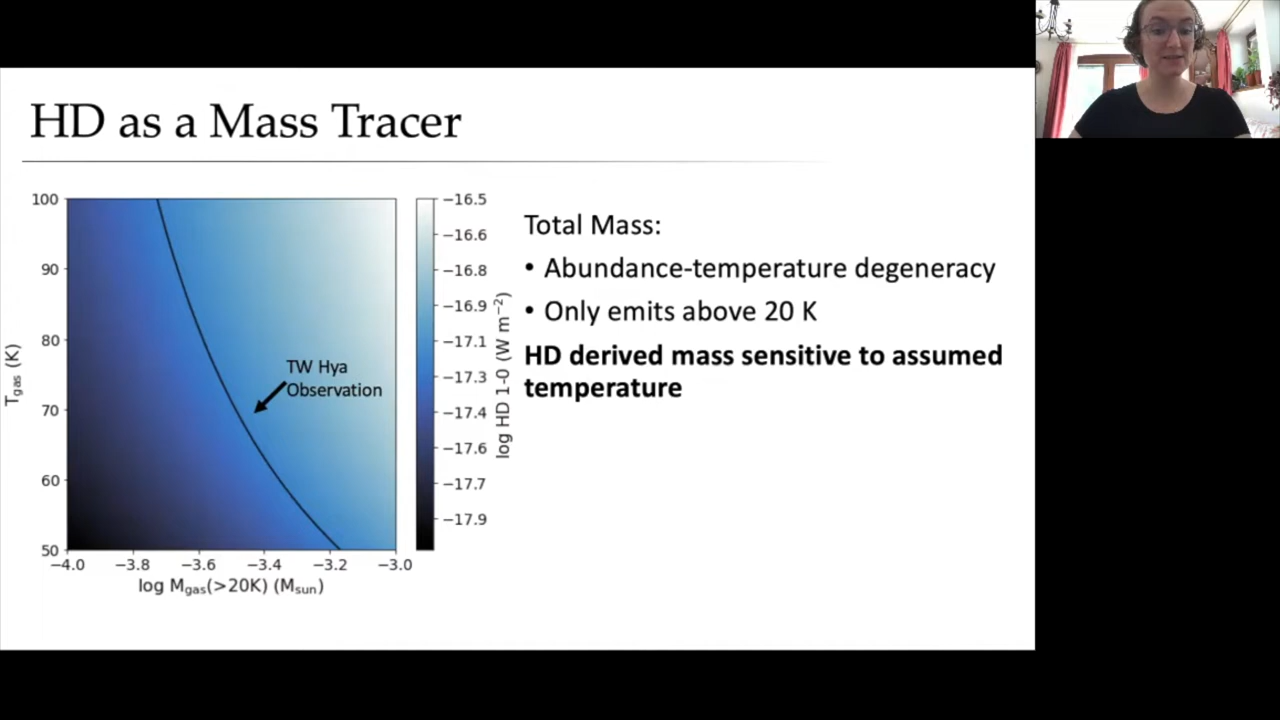 HD as a Mass Tracer
100
90
80
70
60
50
T_gas (K)
−4.0 −3.8 −3.6 −3.4 −3.2 −3.0
log M_gas(>20K) (M_sun)
TW Hya
Observation
−16.5
−16.6
−16.8
−16.9
−17.1
−17.3
−17.4
−17.6
−17.7
−17.9
log HD 1-0 (W m⁻²)
Total Mass:
• Abundance-temperature degeneracy
• Only emits above 20 K
HD derived mass sensitive to assumed
temperature